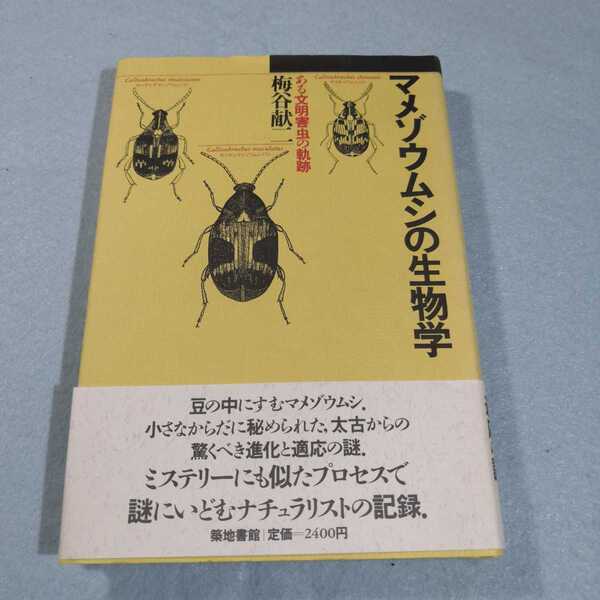 マメゾウムシの生物学
ある文明害虫の軌跡
梅谷献二
Callosobruchus chinensis
Callosobruchus maculatus
豆の中にすむマメゾウムシ．
小さなからだに秘められた、太古からの
驚くべき進化と適応の謎．
ミステリーにも似たプロセスで
謎にいどむナチュラリストの記録．
築地書館│定価＝2400円